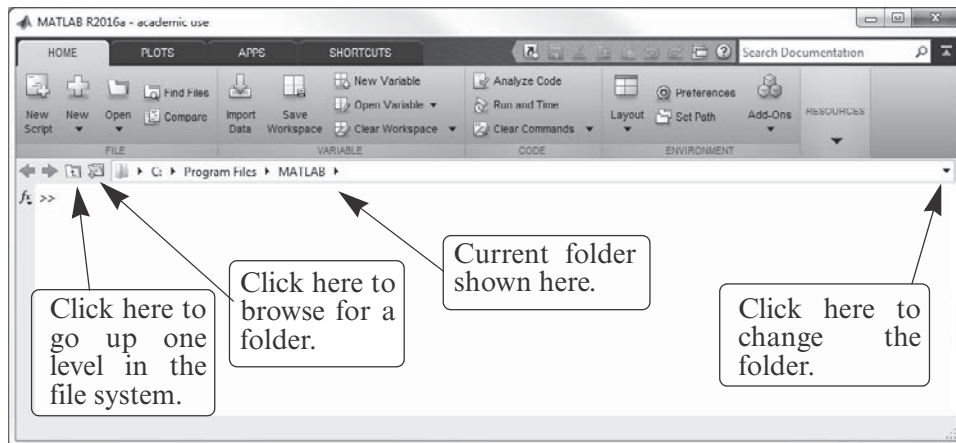 MATLAB R2016a - academic use
HOME PLOTS APPS SHORTCUTS Search Documentation
New Script
New
Open
Find Files
Compare
Import Data
Save Workspace
New Variable
Open Variable
Clear Workspace
Analyze Code
Run and Time
Clear Commands
Layout
Preferences
Set Path
Add-Ons
RESOURCES
FILE VARIABLE CODE ENVIRONMENT
C: Program Files MATLAB
fx >>
Click here to
go up one
level in the
file system.
Click here to
browse for a
folder.
Current folder
shown here.
Click here to
change the
folder.